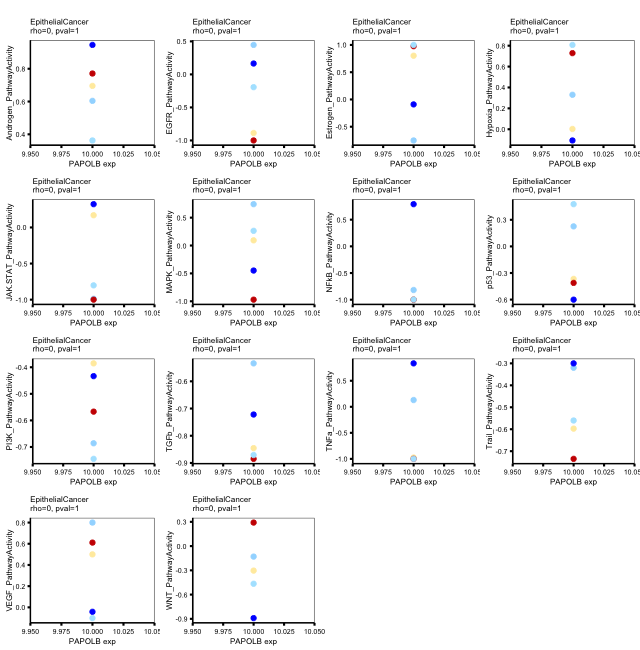 EpithelialCancer
rho=0, pval=1
Androgen_PathwayActivity
0.8
0.6
0.4
9.950 9.975 10.000 10.025 10.05
PAPOLB exp
EpithelialCancer
rho=0, pval=1
EGFR_PathwayActivity
0.5
0.0
-0.5
-1.0
9.950 9.975 10.000 10.025 10.05
PAPOLB exp
EpithelialCancer
rho=0, pval=1
Estrogen_PathwayActivity
1.0
0.5
0.0
-0.5
9.950 9.975 10.000 10.025 10.05
PAPOLB exp
EpithelialCancer
rho=0, pval=1
Hypoxia_PathwayActivity
0.8
0.6
0.4
0.2
0.0
9.950 9.975 10.000 10.025 10.05
PAPOLB exp
EpithelialCancer
rho=0, pval=1
JAK.STAT_PathwayActivity
0.0
-0.5
-1.0
9.950 9.975 10.000 10.025 10.05
PAPOLB exp
EpithelialCancer
rho=0, pval=1
MAPK_PathwayActivity
0.5
0.0
-0.5
-1.0
9.950 9.975 10.000 10.025 10.05
PAPOLB exp
EpithelialCancer
rho=0, pval=1
NFkB_PathwayActivity
0.5
0.0
-0.5
-1.0
9.950 9.975 10.000 10.025 10.05
PAPOLB exp
EpithelialCancer
rho=0, pval=1
p53_PathwayActivity
0.3
0.0
-0.3
-0.6
9.950 9.975 10.000 10.025 10.05
PAPOLB exp
EpithelialCancer
rho=0, pval=1
PI3K_PathwayActivity
-0.4
-0.5
-0.6
-0.7
9.950 9.975 10.000 10.025 10.05
PAPOLB exp
EpithelialCancer
rho=0, pval=1
TGFb_PathwayActivity
-0.6
-0.7
-0.8
-0.9
9.950 9.975 10.000 10.025 10.05
PAPOLB exp
EpithelialCancer
rho=0, pval=1
TNFa_PathwayActivity
0.5
0.0
-0.5
-1.0
9.950 9.975 10.000 10.025 10.05
PAPOLB exp
EpithelialCancer
rho=0, pval=1
Trail_PathwayActivity
-0.3
-0.4
-0.5
-0.6
-0.7
9.950 9.975 10.000 10.025 10.05
PAPOLB exp
EpithelialCancer
rho=0, pval=1
VEGF_PathwayActivity
0.8
0.6
0.4
0.2
0.0
9.950 9.975 10.000 10.025 10.05
PAPOLB exp
EpithelialCancer
rho=0, pval=1
WNT_PathwayActivity
0.3
0.0
-0.3
-0.6
-0.9
9.950 9.975 10.000 10.025 10.050
PAPOLB exp